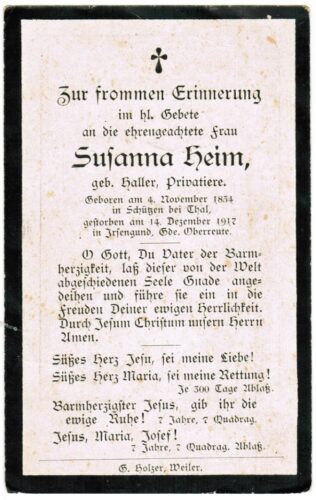 Zur frommen Erinnerung
im hl. Gebete
an die ehrengeachtete Frau
Susanna Heim,
geb. Haller, Privatiere.
Geboren am 4. November 1834
in Schützen bei Thal,
gestorben am 14. Dezember 1917
in Irsengund, Gde. Oberreute.
O Gott, Du Vater der Barm-
herzigkeit, laß dieser von der Welt
abgeschiedenen Seele Gnade angedei-
hen und führe sie ein in die
Freuden Deiner ewigen Herrlichkeit.
Durch Jesum Christum unsern Herrn
Amen.
Süßes Herz Jesu, sei meine Liebe!
Süßes Herz Maria, sei meine Rettung!
Je 300 Tage Ablaß.
Barmherzigster Jesus, gib ihr die
ewige Ruhe! 7 Jahre, 7 Quadrag.
Jesus, Maria, Josef!
7 Jahre, 7 Quadrag. Ablaß.
G. Holzer, Weiler.